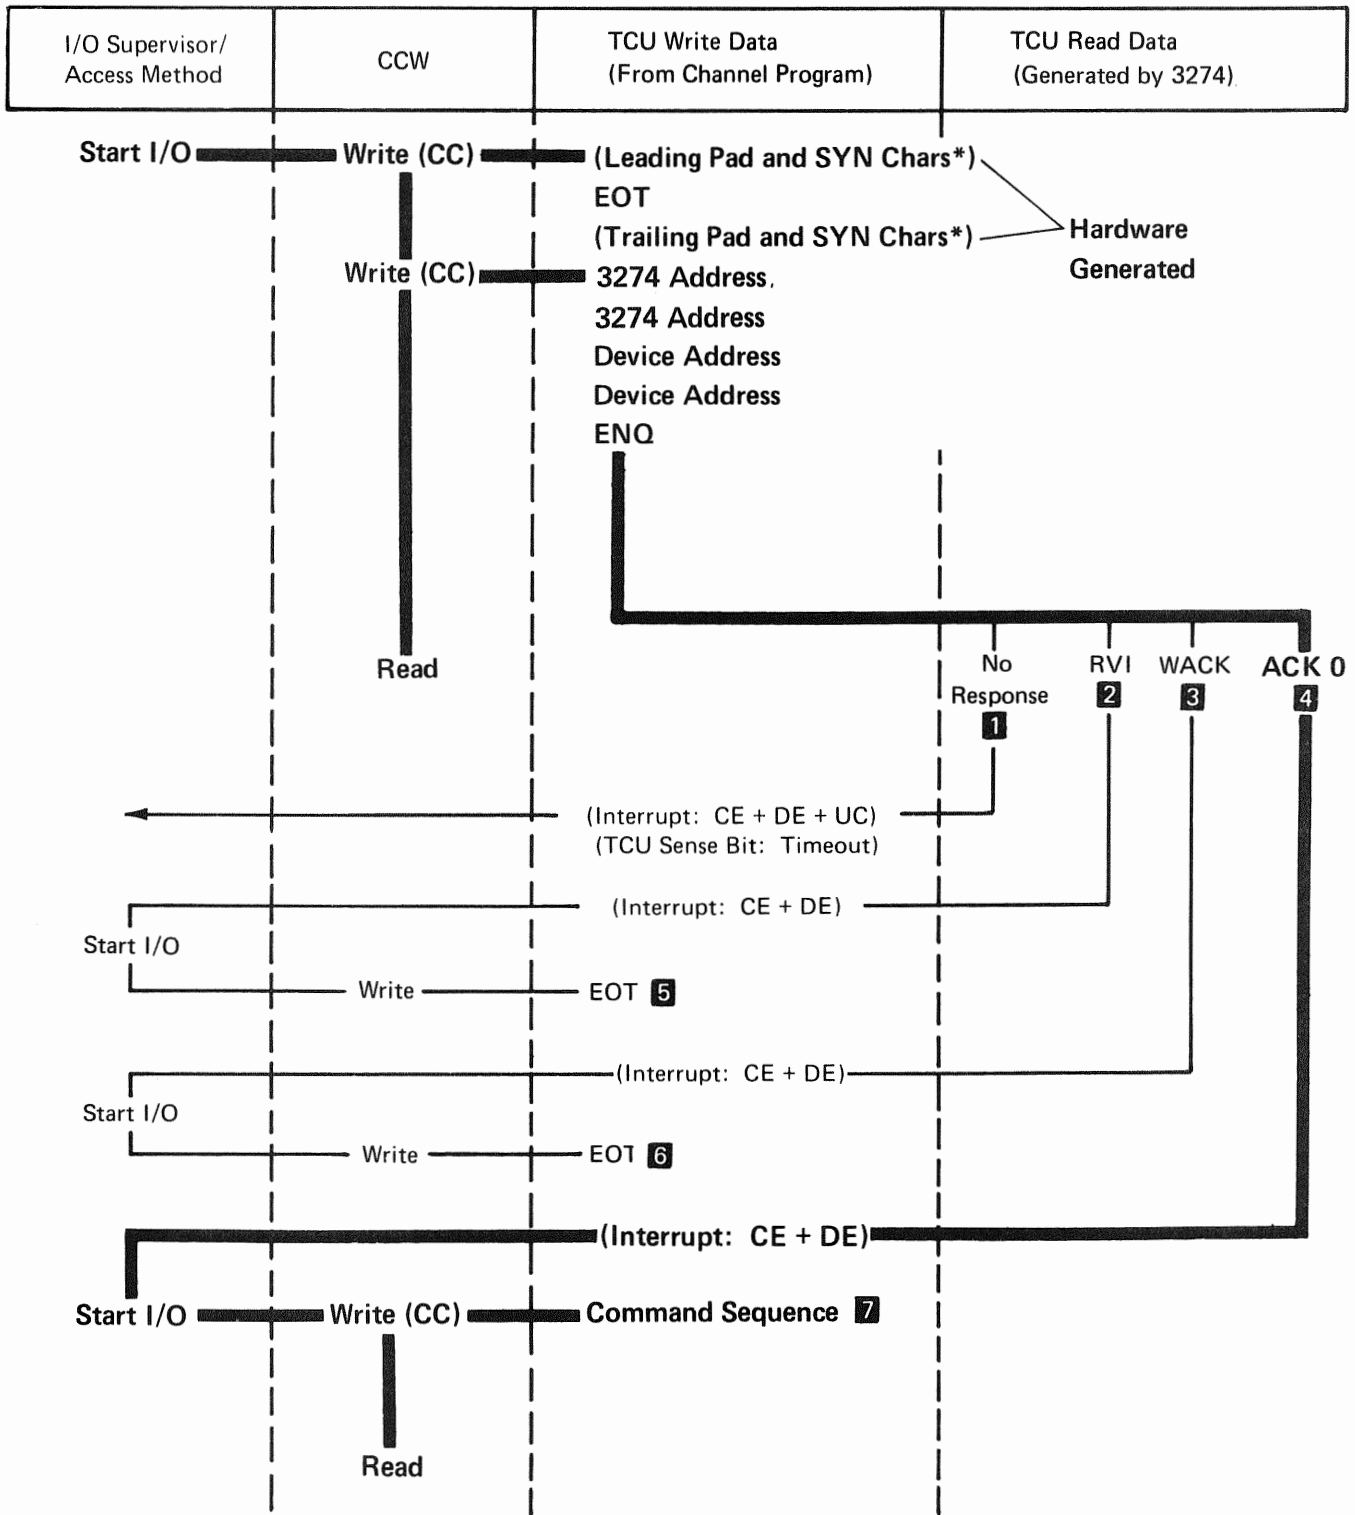 I/O Supervisor/
Access Method
CCW
TCU Write Data
(From Channel Program)
TCU Read Data
(Generated by 3274)
Start I/O Write (CC) (Leading Pad and SYN Chars*)
EOT
(Trailing Pad and SYN Chars*)
Hardware
Generated
Write (CC) 3274 Address,
3274 Address
Device Address
Device Address
ENQ
Read
No
Response
1
RVI
2
WACK
3
ACK 0
4
(Interrupt: CE + DE + UC)
(TCU Sense Bit: Timeout)
(Interrupt: CE + DE)
Start I/O
Write EOT 5
(Interrupt: CE + DE)
Start I/O
Write EOT 6
(Interrupt: CE + DE)
Start I/O Write (CC) Command Sequence 7
Read